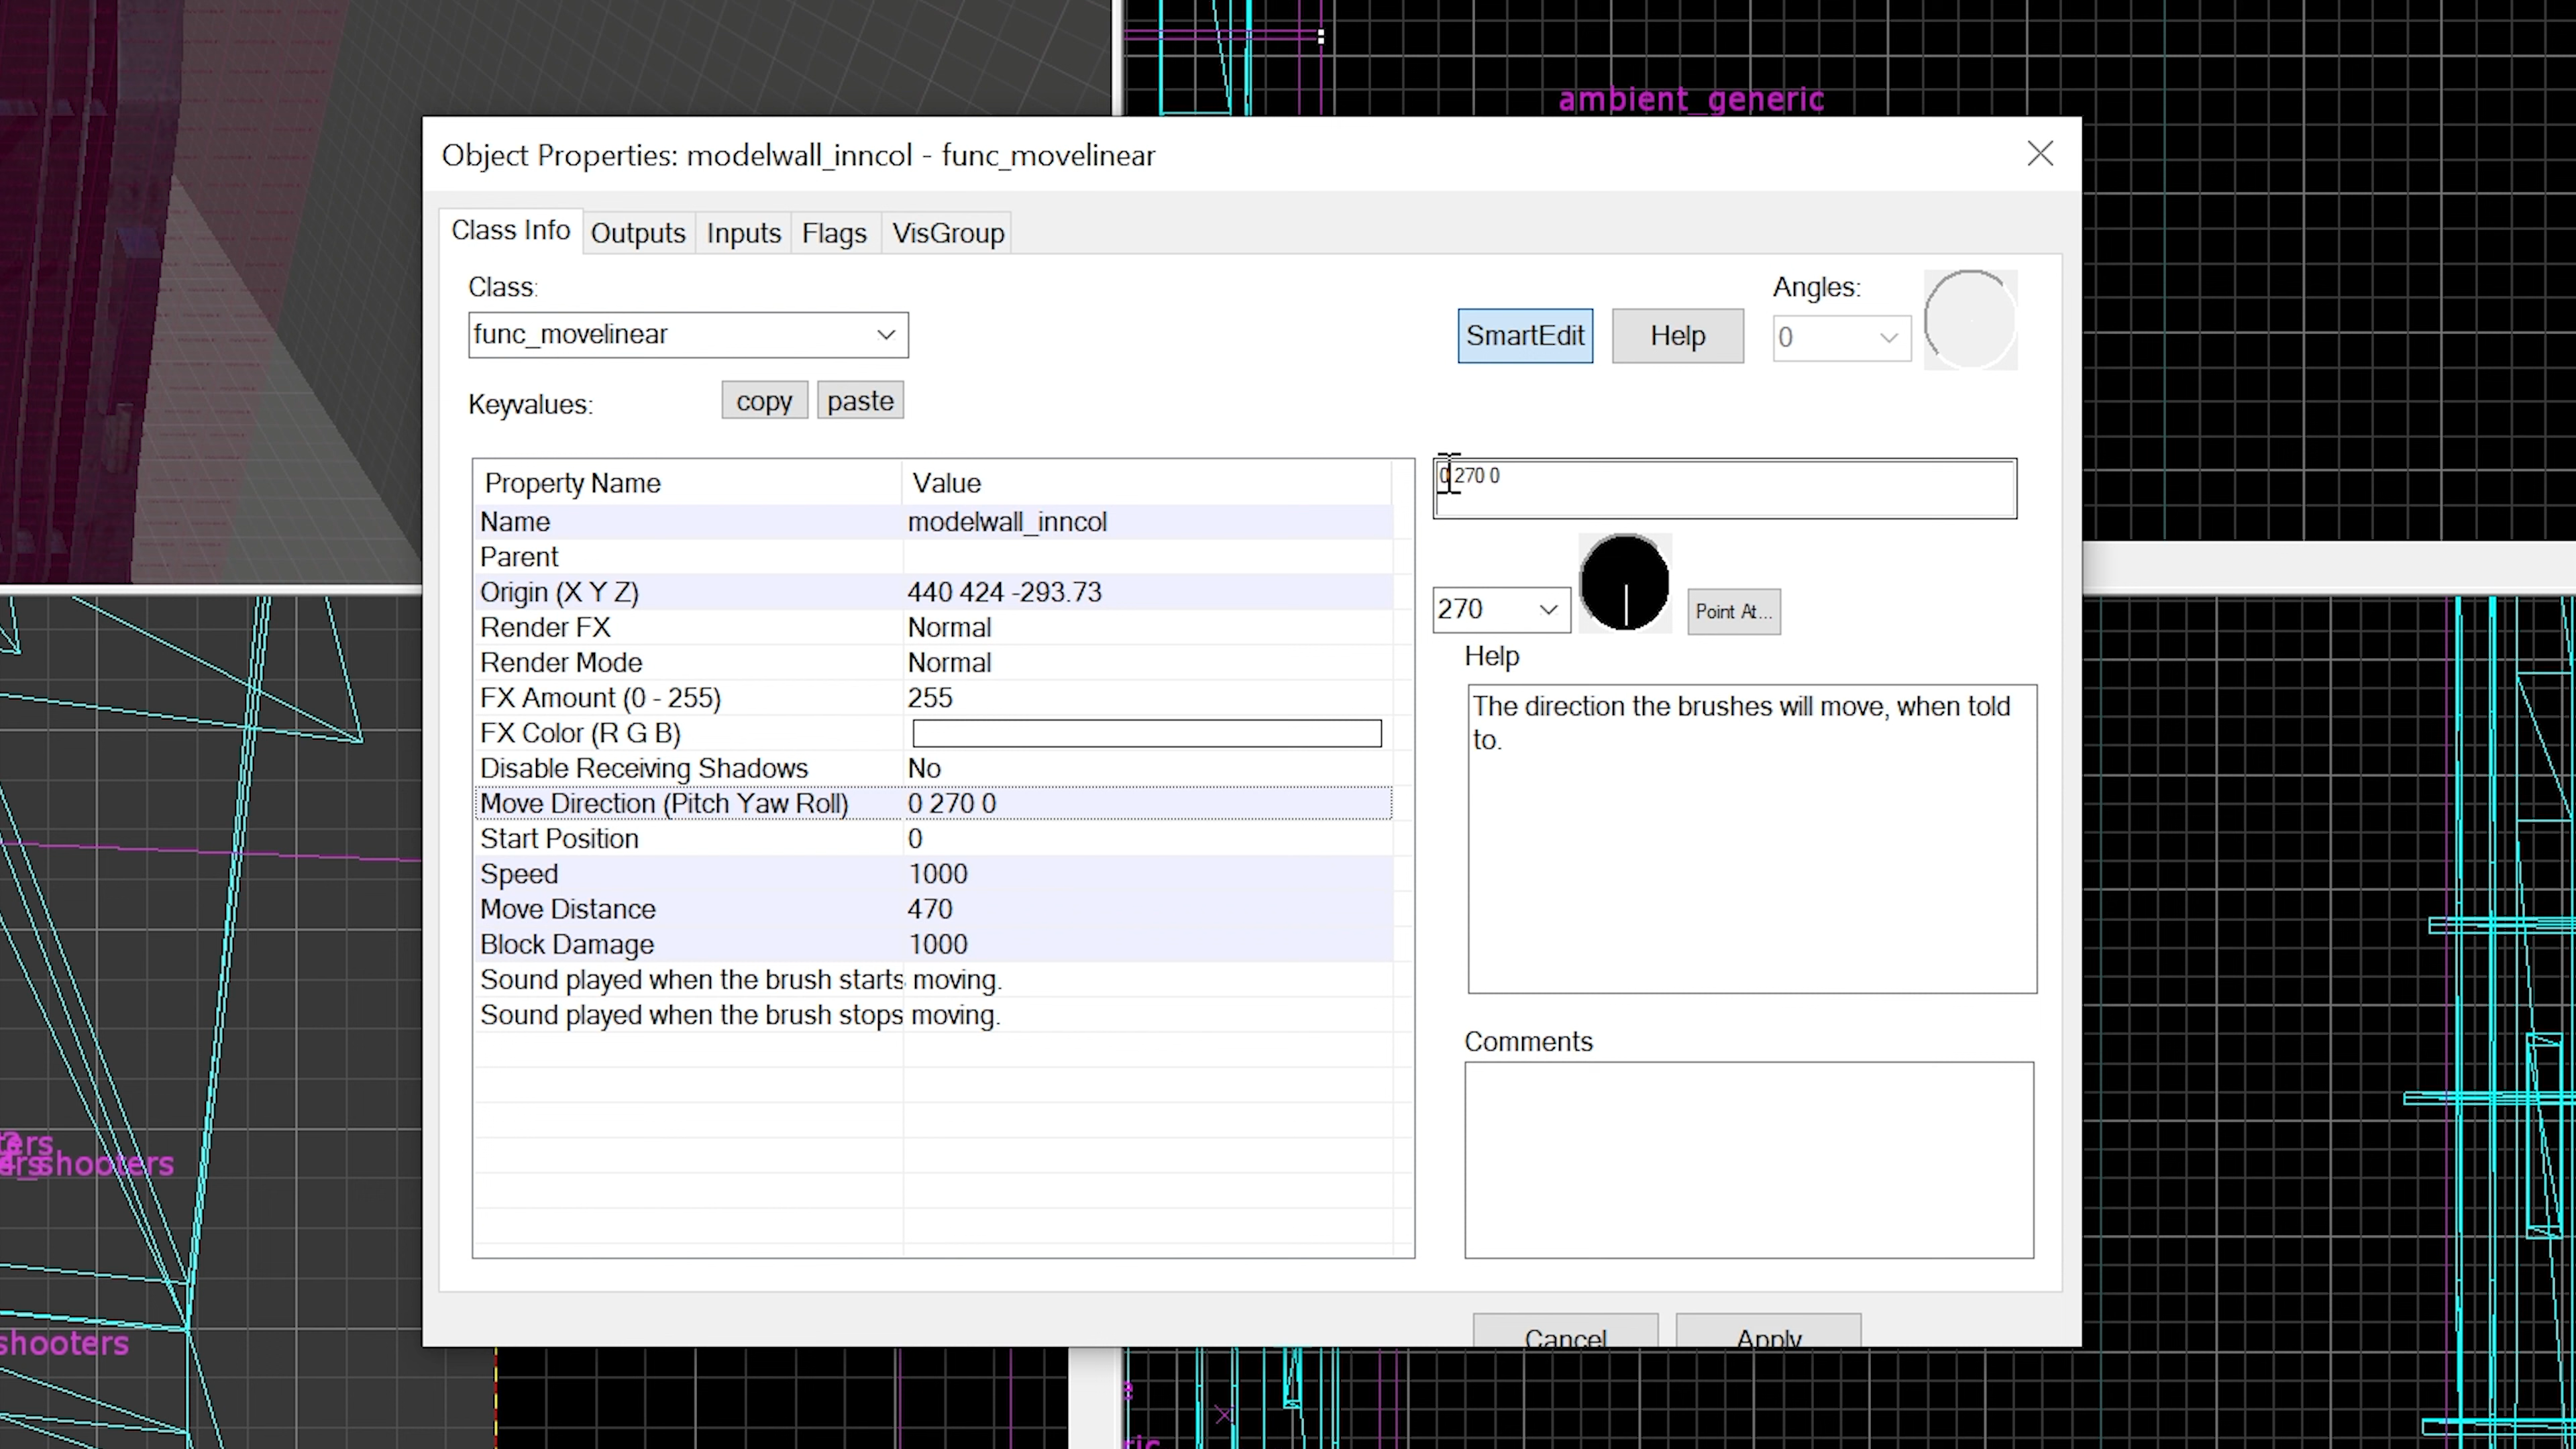 ambient_generic
Object Properties: modelwall_inncol - func_movelinear
Class Info Outputs Inputs Flags VisGroup
Class:
Angles:
func_movelinear
SmartEdit Help 0
Keyvalues: copy paste
0 270 0
Property Name Value
Name modelwall_inncol
Parent
Origin (X Y Z) 440 424 -293.73
270 Point At...
Render FX Normal
Help
Render Mode Normal
FX Amount (0 - 255) 255
The direction the brushes will move, when told
to.
FX Color (R G B)
Disable Receiving Shadows No
Move Direction (Pitch Yaw Roll) 0 270 0
Start Position 0
Speed 1000
Move Distance 470
Block Damage 1000
Sound played when the brush starts moving.
Sound played when the brush stops moving.
Comments
shooters
shooters
Cancel Apply